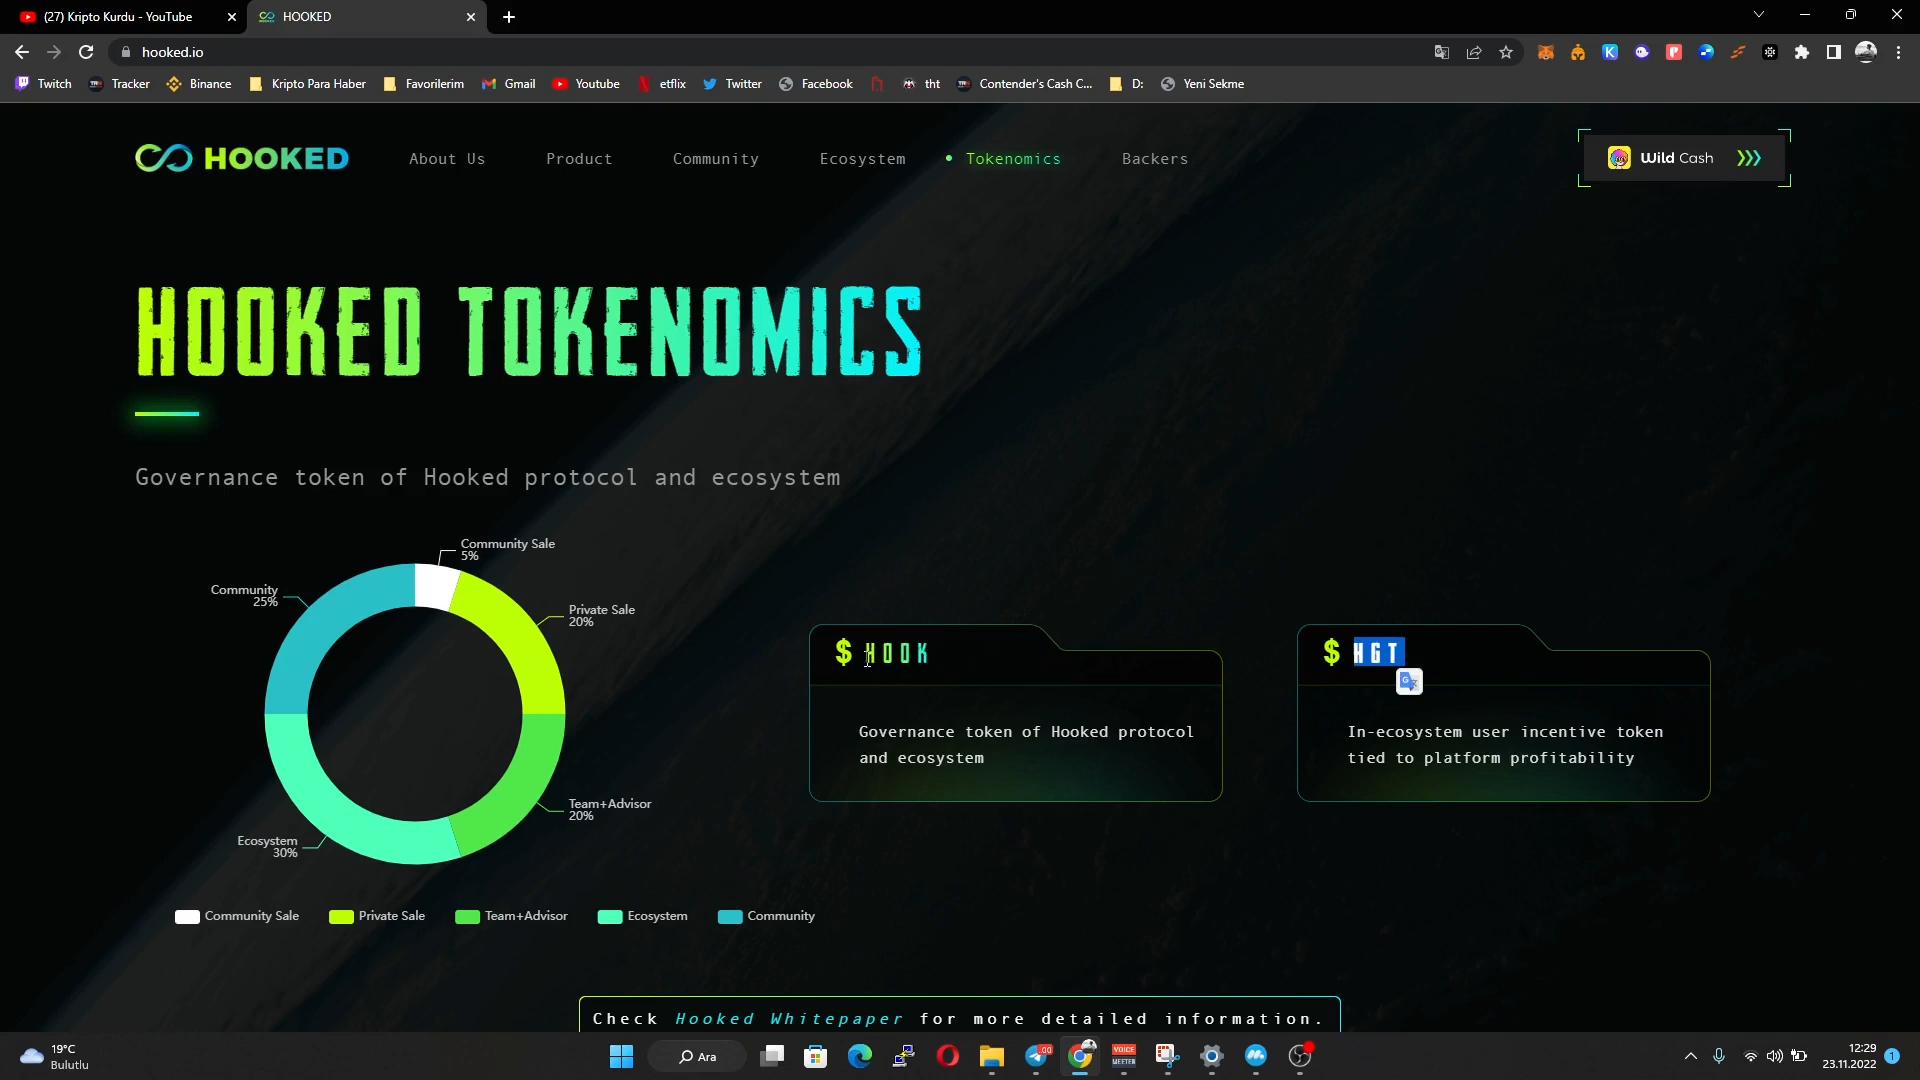 (27) Kripto Kurdu - YouTube
HOOKED
hooked.io
Twitch
Tracker
Binance
Kripto Para Haber
Favorilerim
Gmail
Youtube
etflix
Twitter
Facebook
tht
Contender's Cash C...
D:
Yeni Sekme
HOOKED
About Us
Product
Community
Ecosystem
Tokenomics
Backers
Wild Cash
HOOKED TOKENOMICS
Governance token of Hooked protocol and ecosystem
Community Sale
5%
Community
25%
Private Sale
20%
Team+Advisor
20%
Ecosystem
30%
Community Sale
Private Sale
Team+Advisor
Ecosystem
Community
$ HOOK
Governance token of Hooked protocol
and ecosystem
$ HGT
In-ecosystem user incentive token
tied to platform profitability
Check Hooked Whitepaper for more detailed information.
19°C
Bulutlu
Ara
VOICE
MEETER
12:29
23.11.2022
1